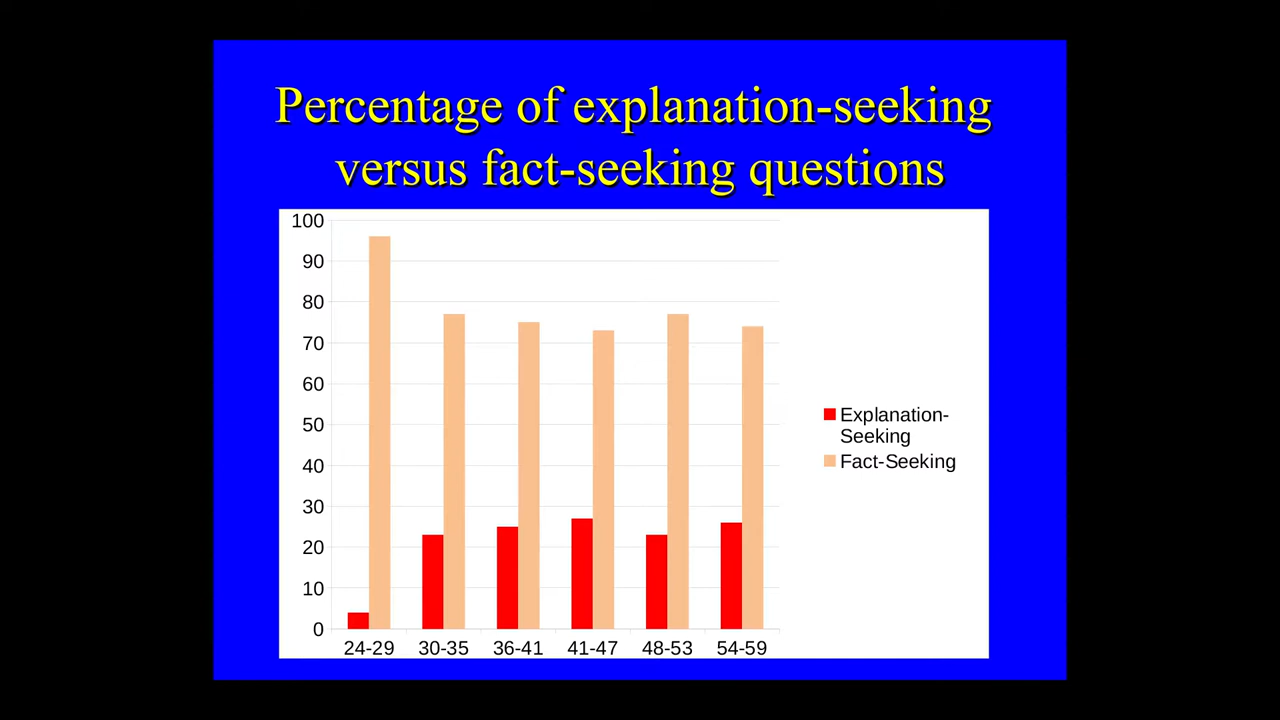 Percentage of explanation-seeking
versus fact-seeking questions
100
90
80
70
60
50
40
30
20
10
0
24-29 30-35 36-41 41-47 48-53 54-59
Explanation-
Seeking
Fact-Seeking